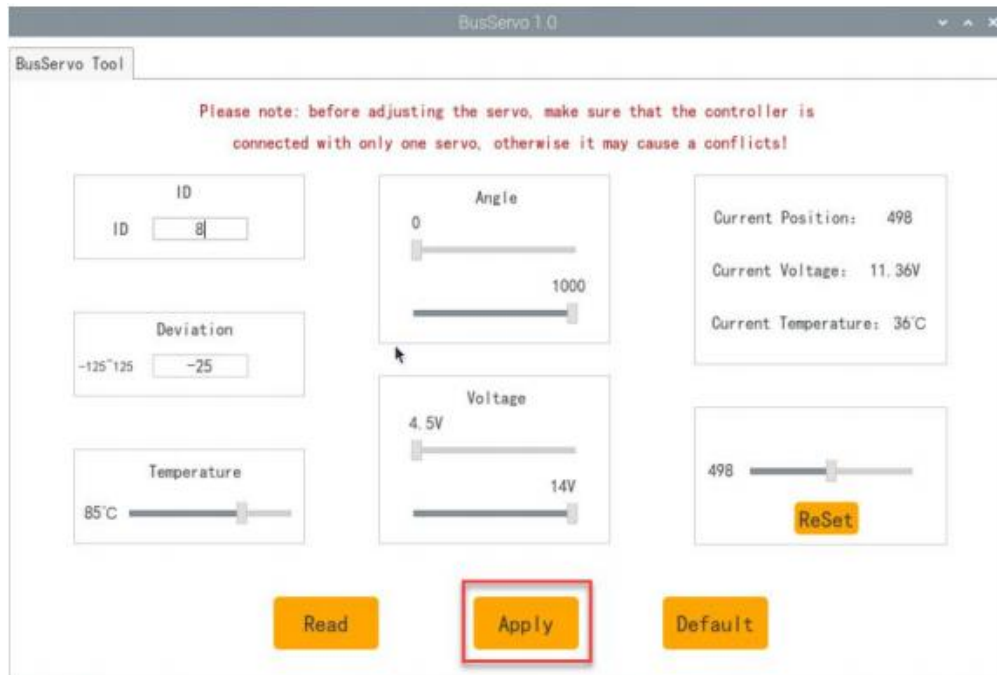 BusServo 1.0
BusServo Tool
Please note: before adjusting the servo, make sure that the controller is
connected with only one servo, otherwise it may cause a conflicts!
ID
ID 8
Deviation
-125~125 -25
Temperature
85℃
Angle
0
1000
Voltage
4.5V
14V
Current Position: 498
Current Voltage: 11.36V
Current Temperature: 36℃
498
ReSet
Read
Apply
Default